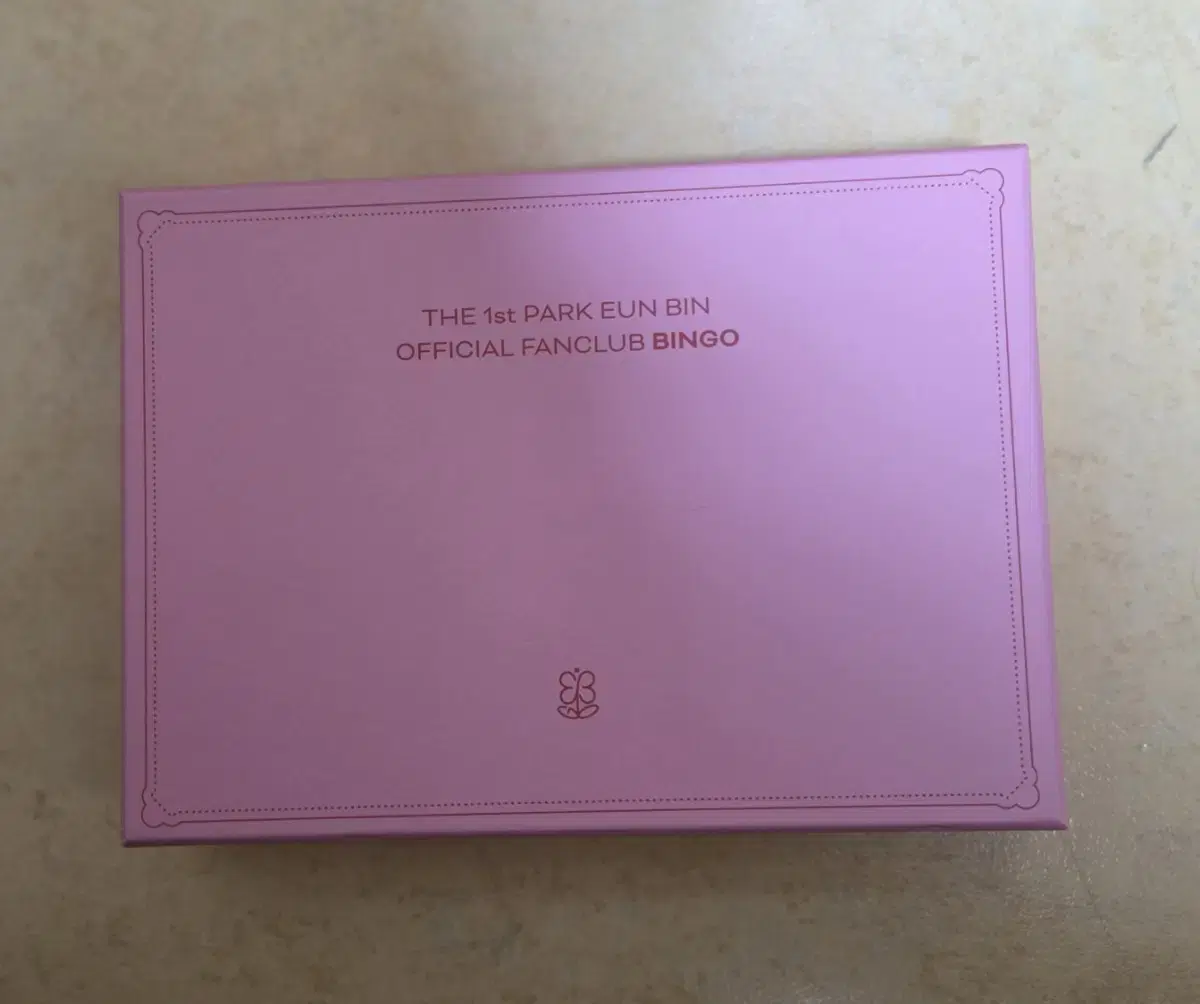 THE 1st PARK EUN BIN
OFFICIAL FANCLUB BINGO